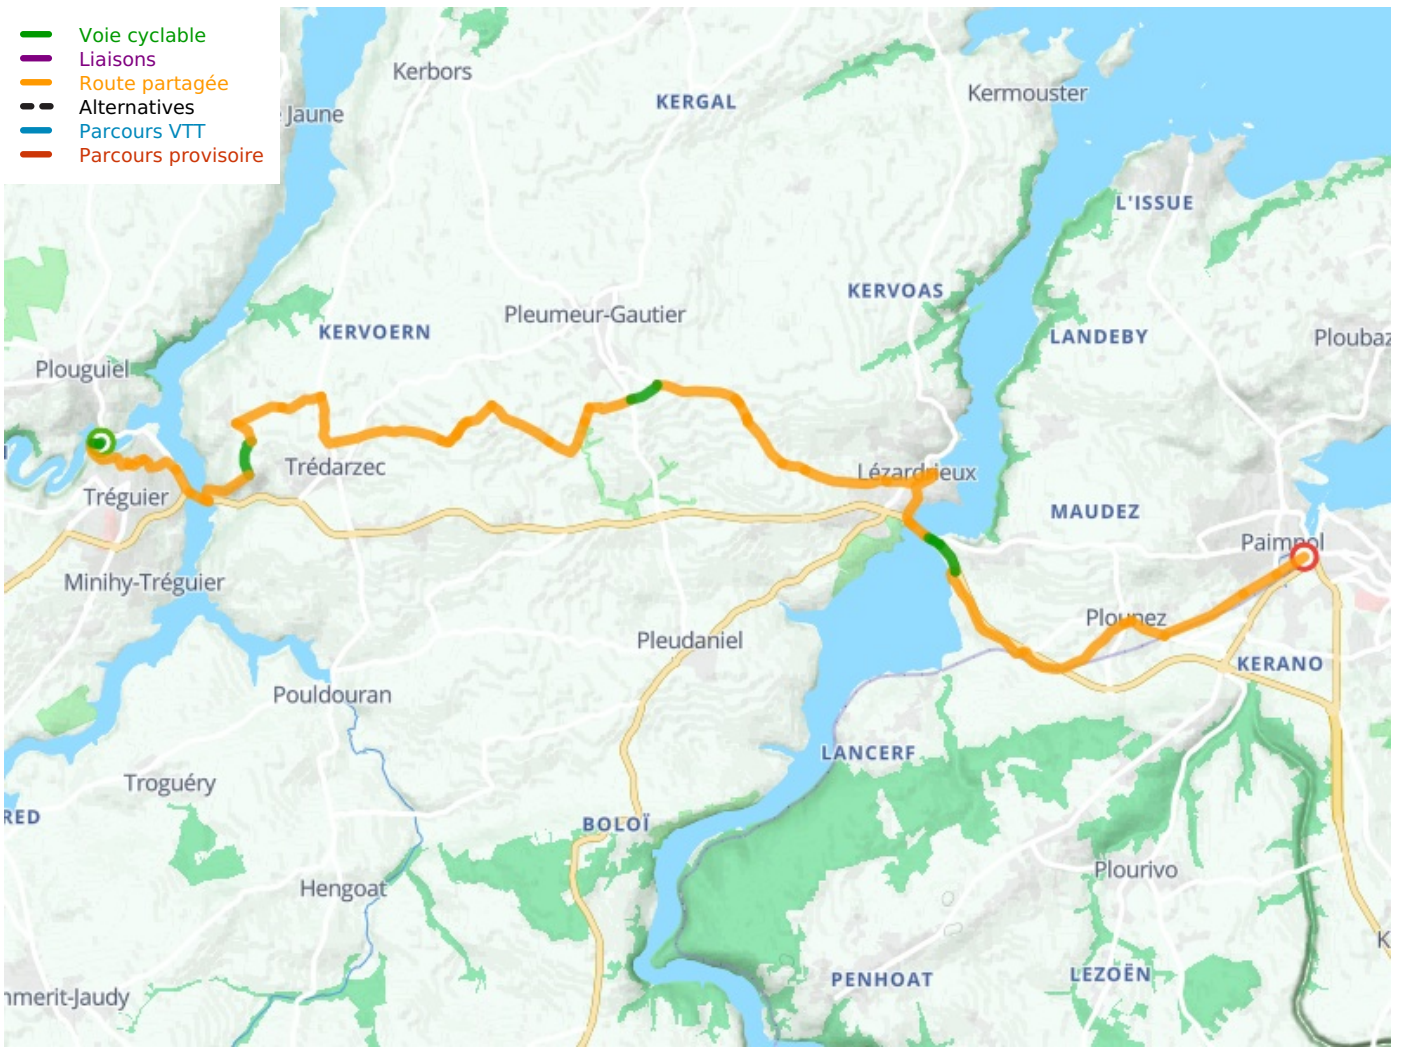 Voie cyclable
Liaisons
Route partagée
Alternatives
Parcours VTT
Parcours provisoire
Jaune
Kerbors
KERGAL
Kermouster
L'ISSUE
KERVOAS
Pleumeur-Gautier
KERVOERN
LANDEBY
Ploubaz
Plouguiel
Trédarzec
Lézardrieux
Tréguier
MAUDEZ
Paimpol
Minihy-Tréguier
Plounez
Pleudaniel
KERANO
Pouldouran
LANCERF
Troguéry
RED
BOLOÏ
Plourivo
Hengoat
K
PENHOAT
LEZOËN
nmerit-Jaudy